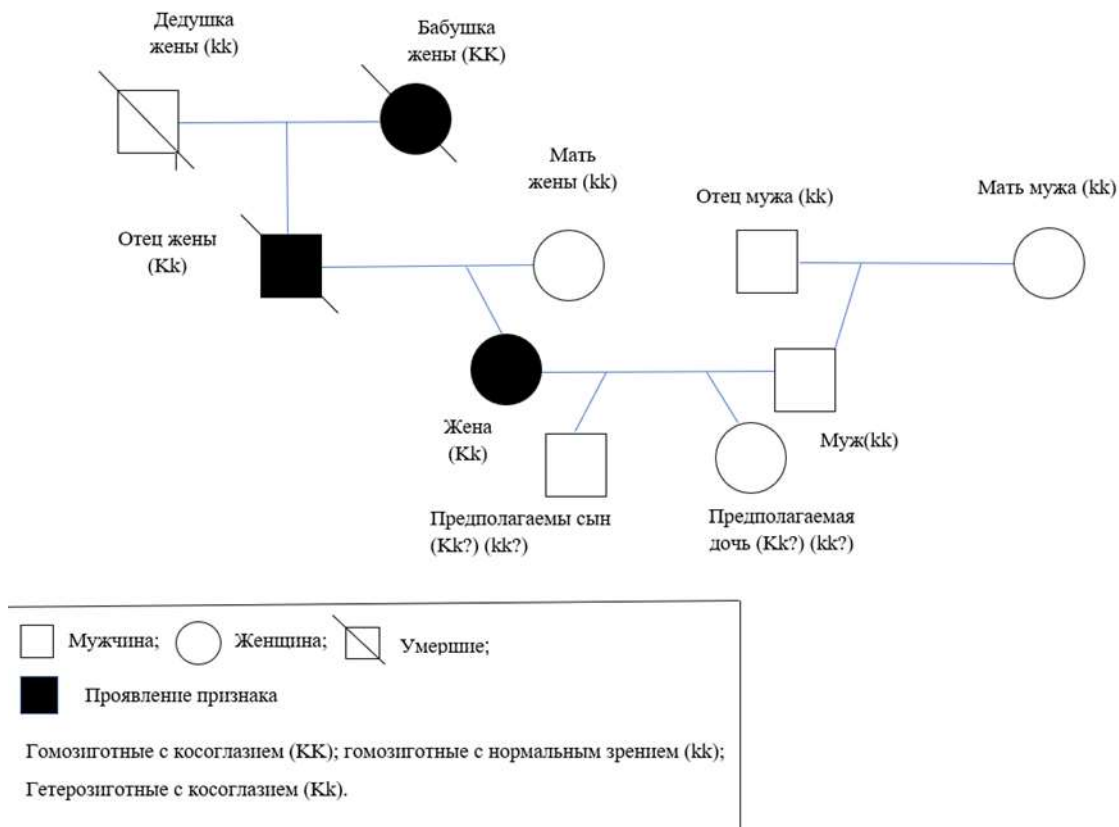 Дедушка
жены (kk)
Бабушка
жены (KK)
Мать
жены (kk)
Отец мужа (kk)
Мать мужа (kk)
Отец жены
(Kk)
Жена
(Kk)
Муж(kk)
Предполагаемы сын
(Kk?) (kk?)
Предполагаемая
дочь (Kk?) (kk?)
Мужчина;
Женщина;
Умершие;
Проявление признака
Гомозиготные с косоглазием (KK); гомозиготные с нормальным зрением (kk);
Гетерозиготные с косоглазием (Kk).